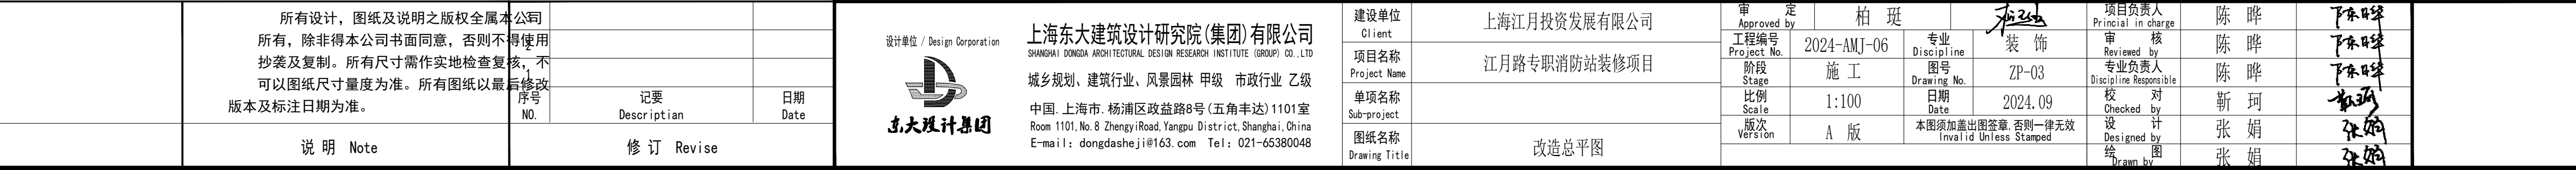 所有设计，图纸及说明之版权全属本公司
所有，除非得本公司书面同意，否则不得使用
抄袭及复制。所有尺寸需作实地检查复核，不
可以图纸尺寸量度为准。所有图纸以最后修改
版本及标注日期为准。
说 明 Note
3
2
1
序号 NO.
记要 Descriptian
日期 Date
修 订 Revise
设计单位 / Design Corporation
东大设计集团
上海东大建筑设计研究院(集团)有限公司
SHANGHAI DONGDA ARCHITECTURAL DESIGN RESEARCH INSTITUTE (GROUP) CO.,LTD
城乡规划、建筑行业、风景园林 甲级 市政行业 乙级
中国.上海市.杨浦区政益路8号(五角丰达)1101室
Room 1101,No.8 ZhengyiRoad,Yangpu District,Shanghai,China
E-mail: dongdasheji@163.com Tel: 021-65380048
建设单位 Client
上海江月投资发展有限公司
项目名称 Project Name
江月路专职消防站装修项目
单项名称 Sub-project
图纸名称 Drawing Title
改造总平图
审 定 Approved by
柏 珽
工程编号 Project No.
2024-AMJ-06
专业 Discipline
装 饰
阶段 Stage
施 工
图号 Drawing No.
ZP-03
比例 Scale
1:100
日期 Date
2024.09
版次 Version
A 版
本图须加盖出图签章,否则一律无效
Invalid Unless Stamped
项目负责人 Princial in charge
陈 晔
陈晔
审 核 Reviewed by
陈 晔
陈晔
专业负责人 Discipline Responsible
陈 晔
陈晔
校 对 Checked by
靳 珂
设 计 Designed by
张 娟
张娟
绘 图 Drawn by
张 娟
张娟